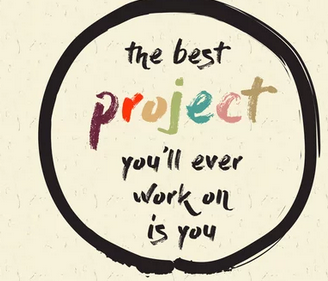 the best
project
you'll ever
work on
is you